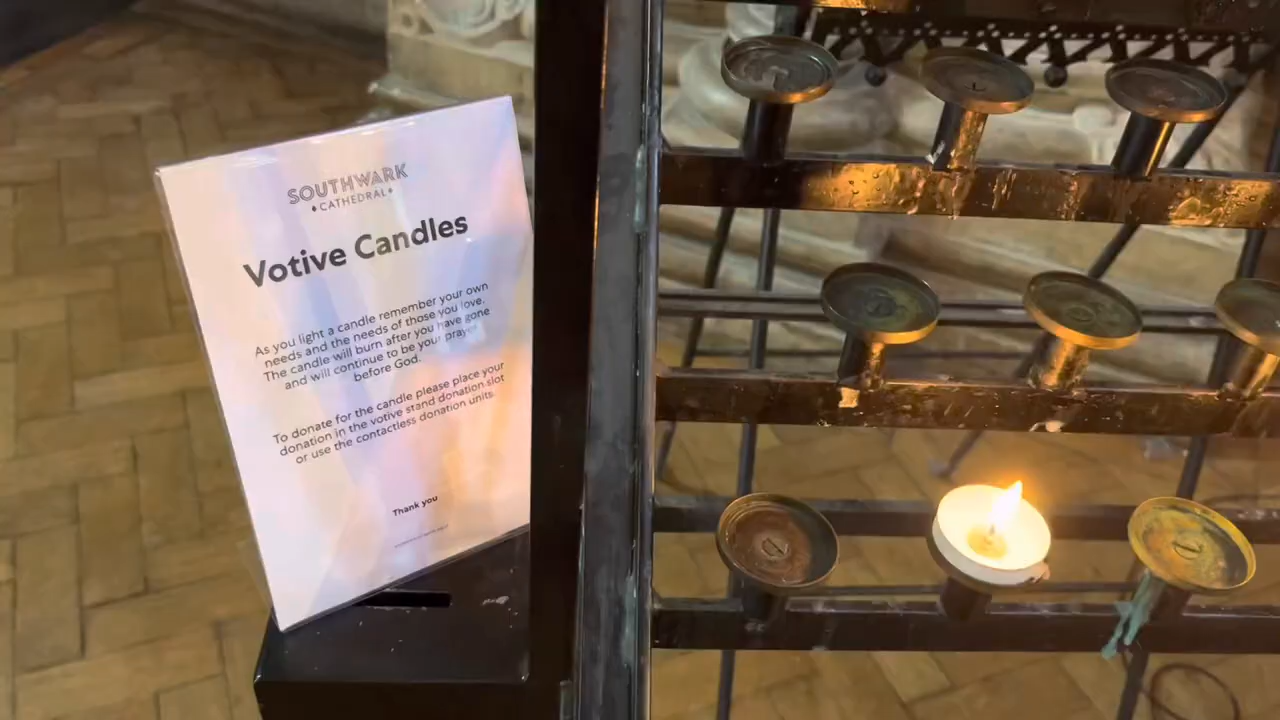 SOUTHWARK
CATHEDRAL
Votive Candles
As you light a candle remember your own
needs and the needs of those you love.
The candle will burn after you have gone
and will continue to be your prayer
before God.
To donate for the candle please place your
donation in the votive stand donation slot
or use the contactless donation units.
Thank you